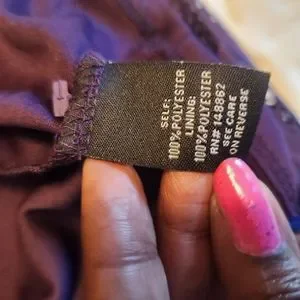 SELF:
100%POLYESTER
LINING:
100%POLYESTER
RN# 148862
SEE CARE
ON REVERSE